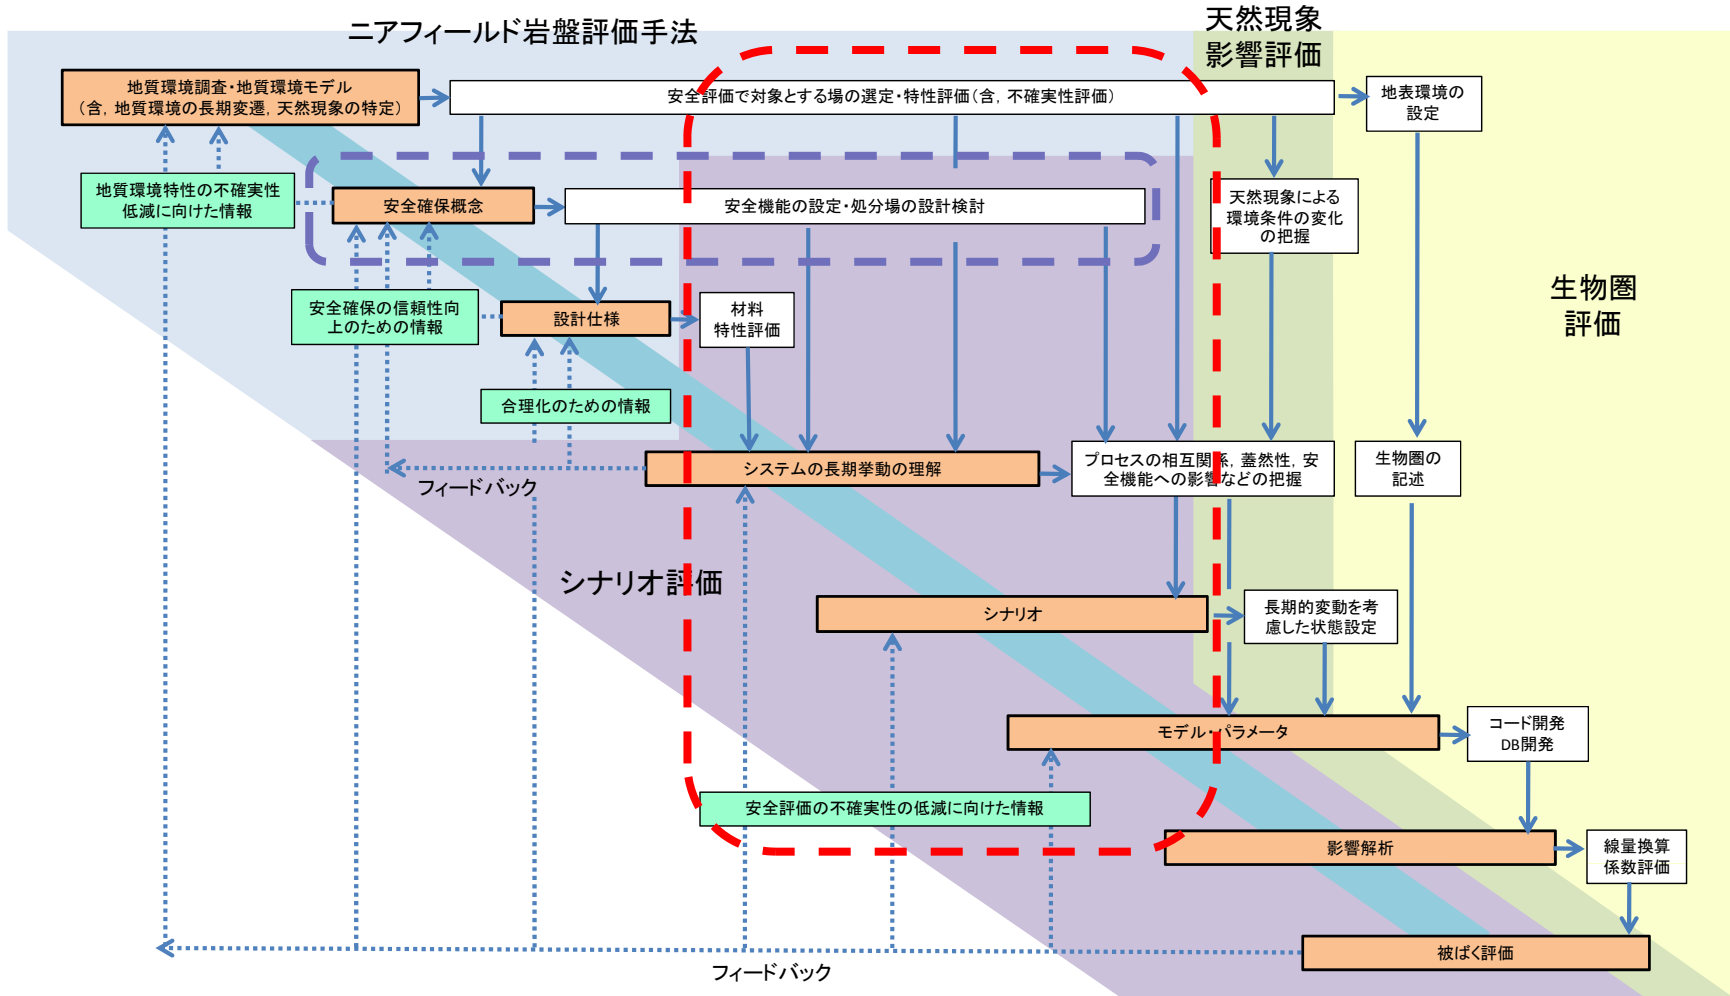 ニアフィールド岩盤評価手法
天然現象
影響評価
地質環境調査・地質環境モデル
（含，地質環境の長期変遷，天然現象の特定）
安全評価で対象とする場の選定・特性評価（含，不確実性評価）
地表環境の
設定
地質環境特性の不確実性
低減に向けた情報
安全確保概念
安全機能の設定・処分場の設計検討
天然現象による
環境条件の変化
の把握
生物圏
評価
安全確保の信頼性向
上のための情報
設計仕様
材料
特性評価
合理化のための情報
システムの長期挙動の理解
プロセスの相互関係，蓋然性，安
全機能への影響などの把握
生物圏の
記述
フィードバック
シナリオ評価
シナリオ
長期的変動を考
慮した状態設定
モデル・パラメータ
コード開発
DB開発
安全評価の不確実性の低減に向けた情報
影響解析
線量換算
係数評価
被ばく評価
フィードバック